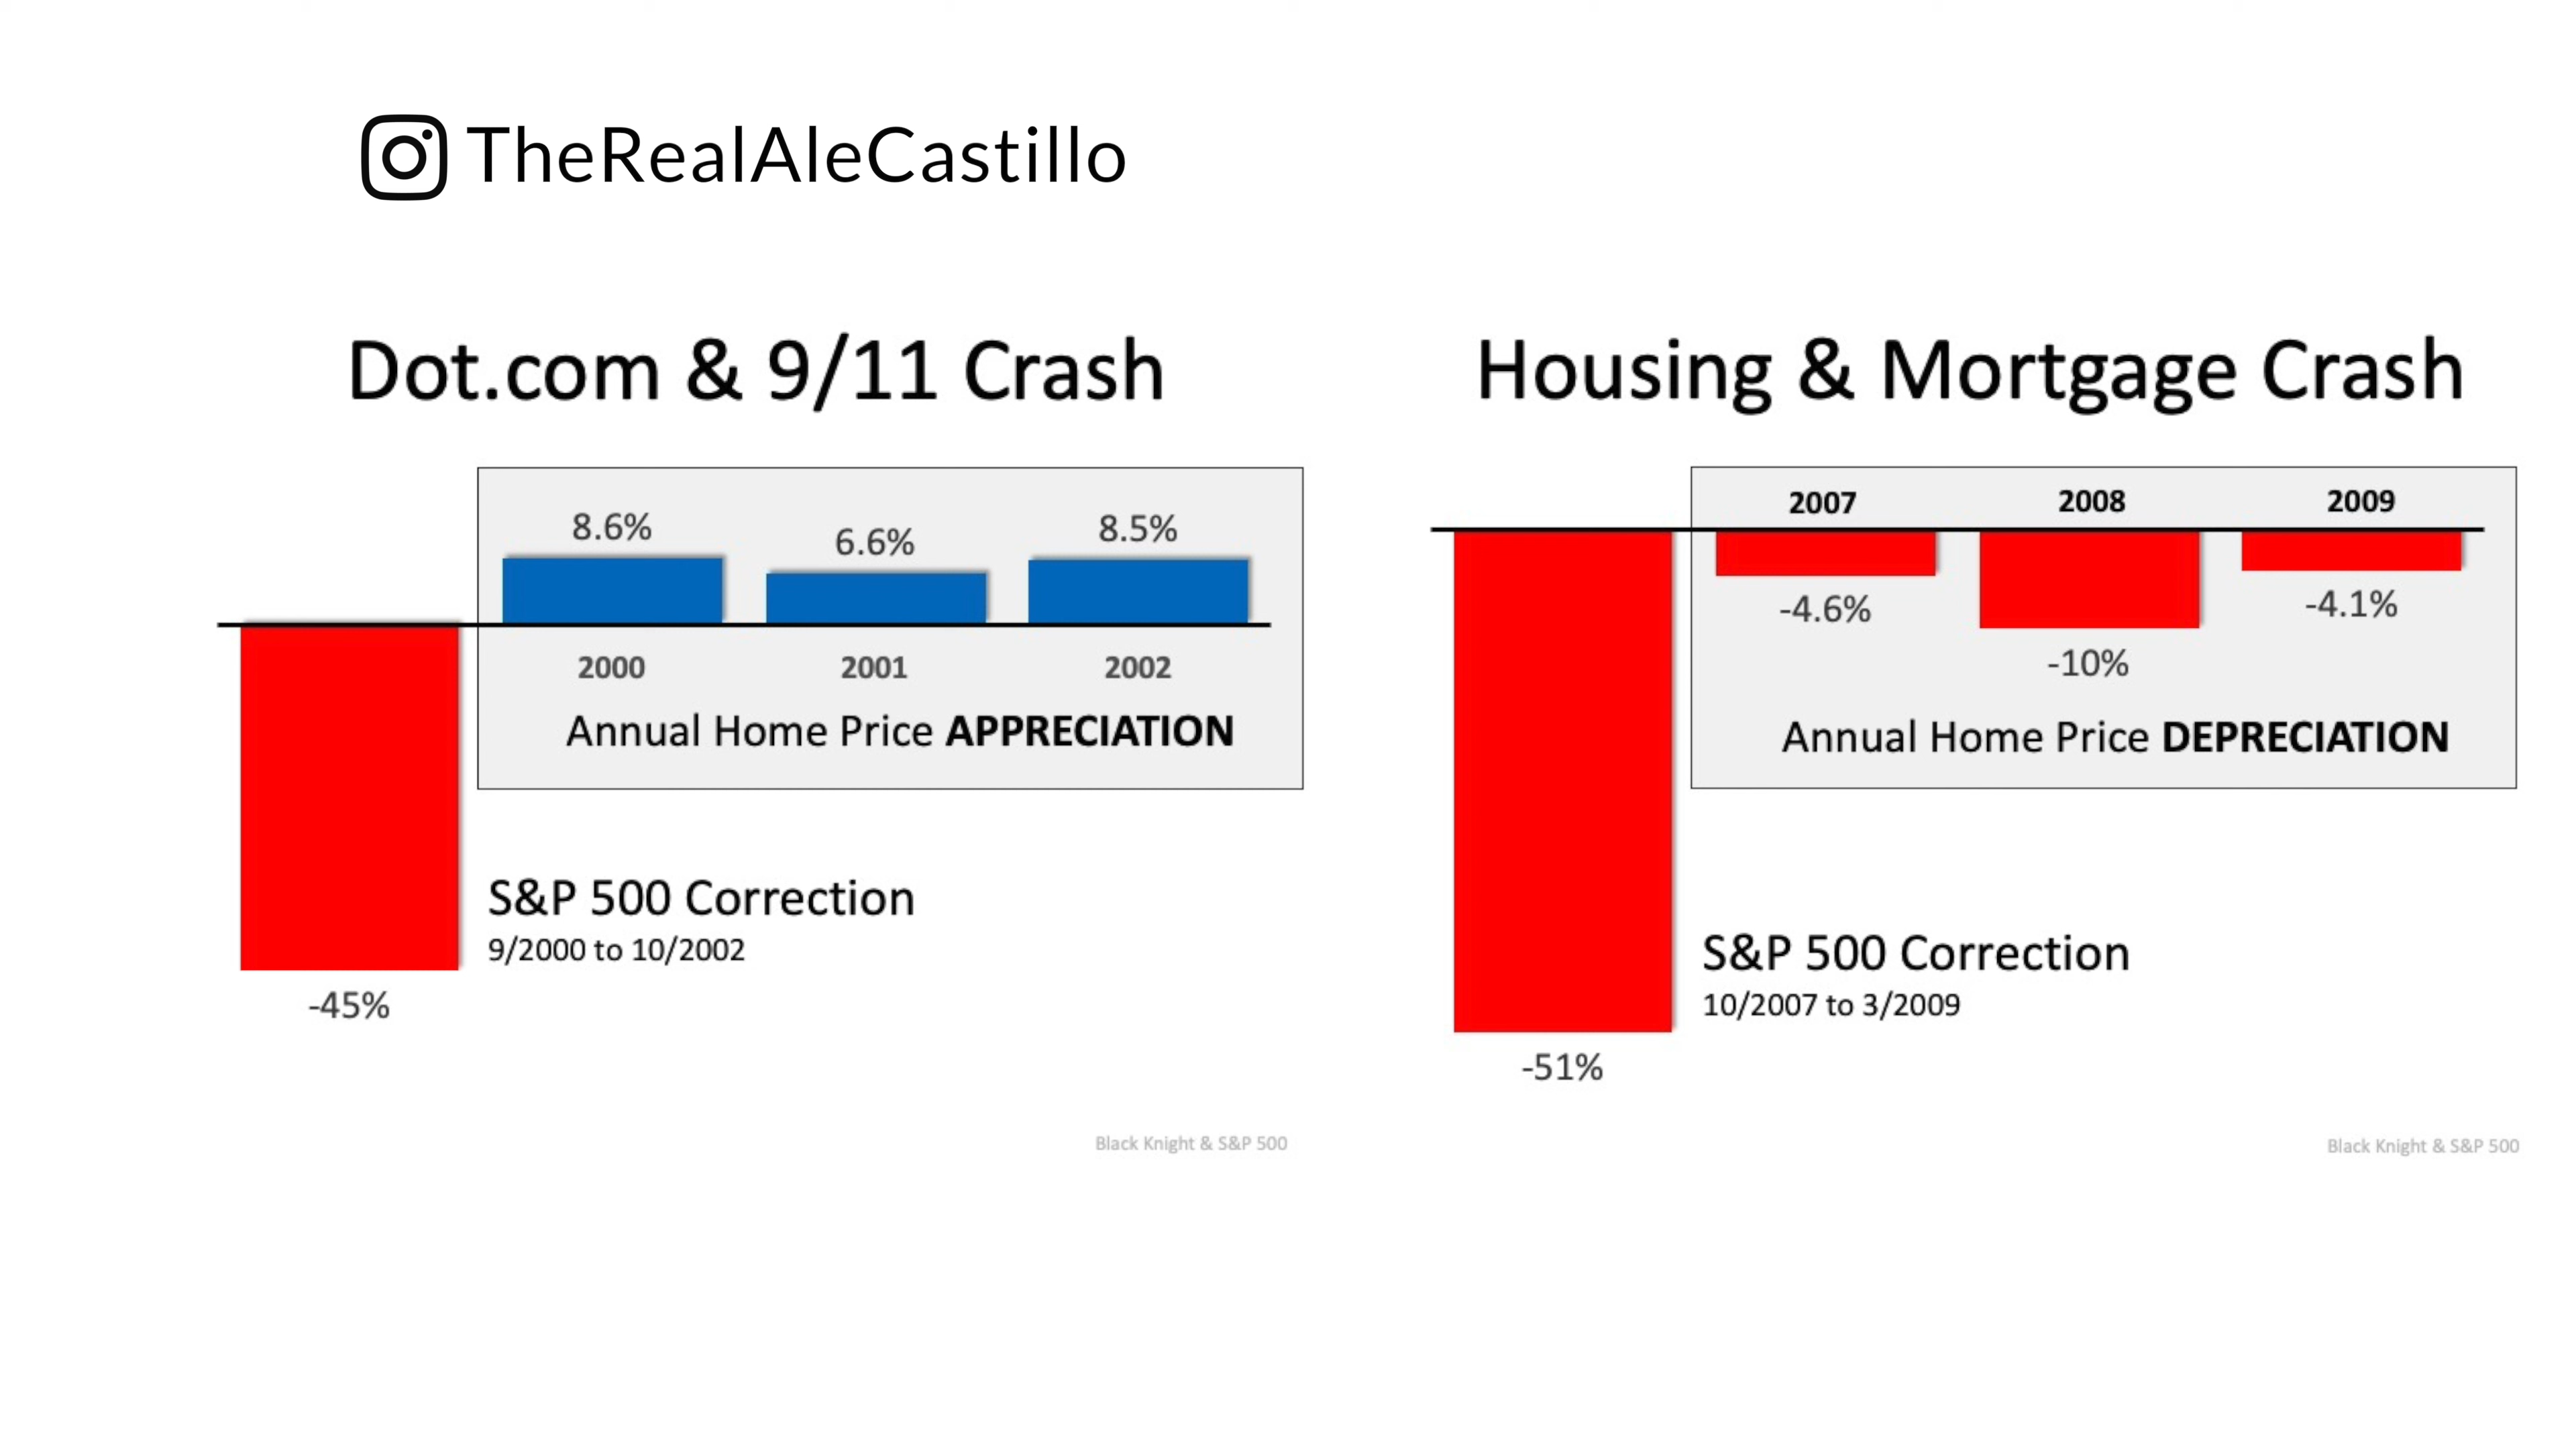 TheRealAleCastillo
Dot.com & 9/11 Crash
8.6%
6.6%
8.5%
2000
2001
2002
Annual Home Price APPRECIATION
S&P 500 Correction
9/2000 to 10/2002
-45%
Black Knight & S&P 500
Housing & Mortgage Crash
2007
2008
2009
-4.6%
-10%
-4.1%
Annual Home Price DEPRECIATION
S&P 500 Correction
10/2007 to 3/2009
-51%
Black Knight & S&P 500